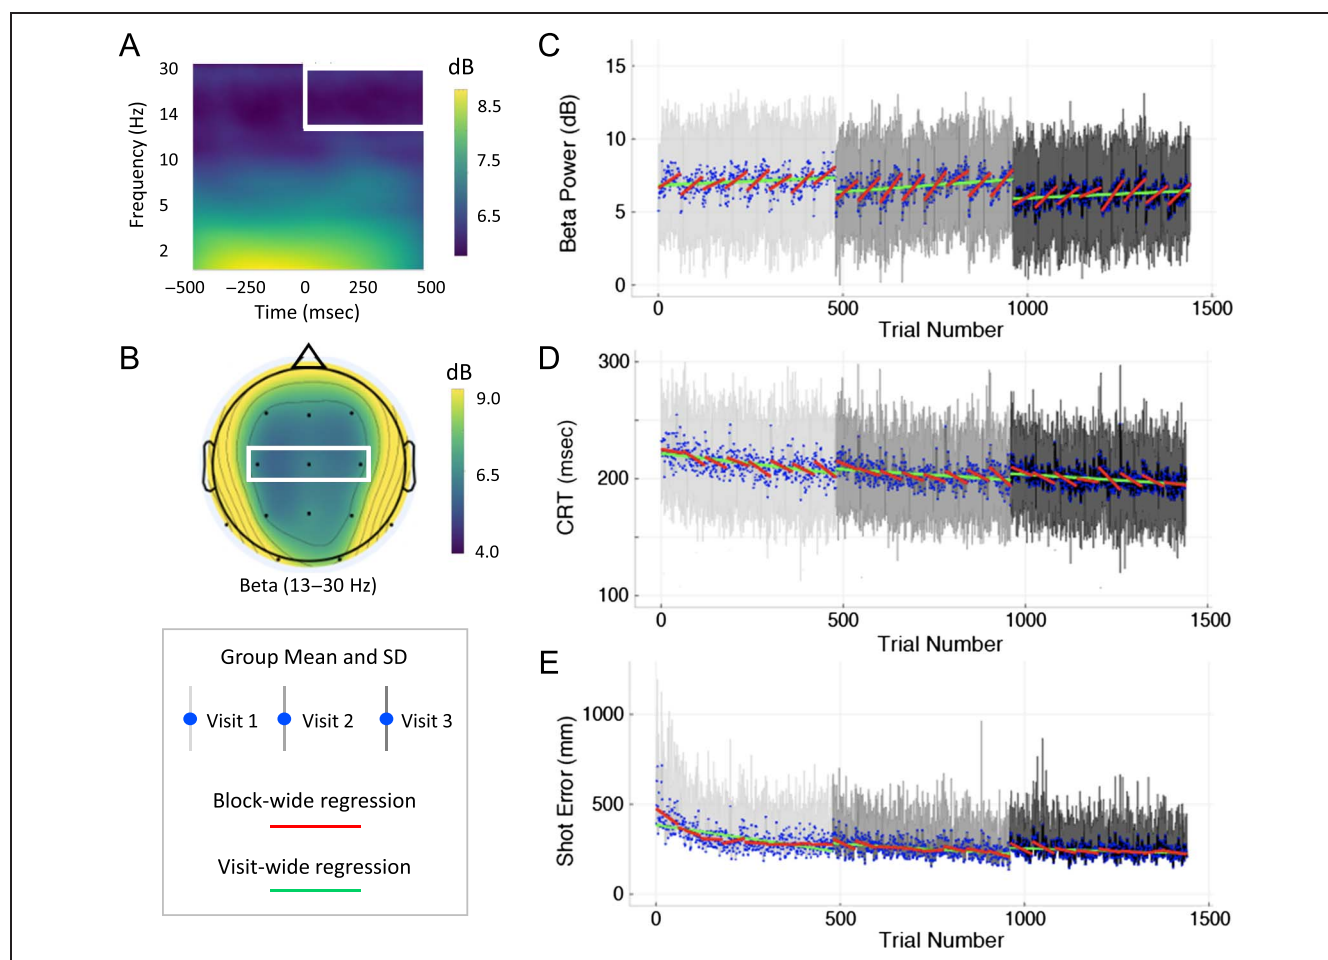 A
Frequency (Hz)
30
14
10
5
2
−500 −250 0 250 500
Time (msec)
dB
8.5
7.5
6.5
B
dB
9.0
6.5
4.0
Beta (13–30 Hz)
Group Mean and SD
Visit 1 Visit 2 Visit 3
Block-wide regression
Visit-wide regression
C
Beta Power (dB)
15
10
5
0
0 500 1000 1500
Trial Number
D
CRT (msec)
300
200
100
0 500 1000 1500
Trial Number
E
Shot Error (mm)
1000
500
0
0 500 1000 1500
Trial Number